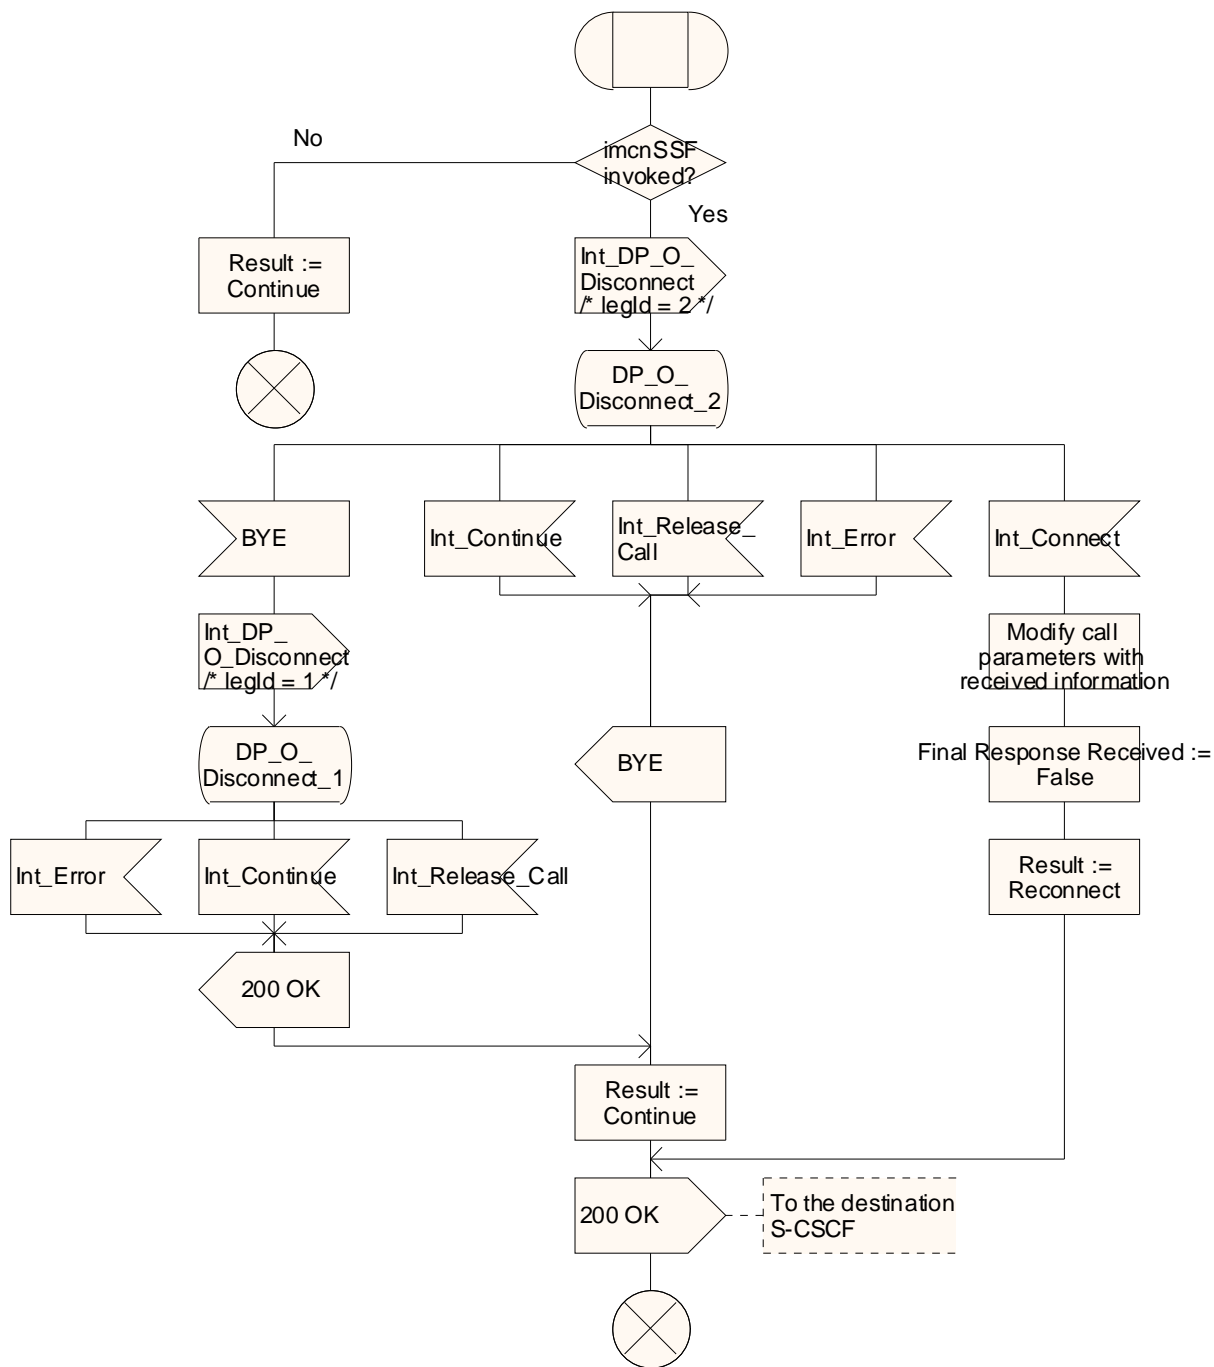 imcnSSF
invoked?
No
Yes
Result :=
Continue
Int_DP_O_
Disconnect
/* legId = 2 */
DP_O_
Disconnect_2
BYE
Int_Continue
Int_Release_
Call
Int_Error
Int_Connect
Int_DP_
O_Disconnect
/* legId = 1 */
Modify call
parameters with
received information
DP_O_
Disconnect_1
BYE
Final Response Received :=
False
Int_Error
Int_Continue
Int_Release_Call
Result :=
Reconnect
200 OK
Result :=
Continue
200 OK
To the destination
S-CSCF